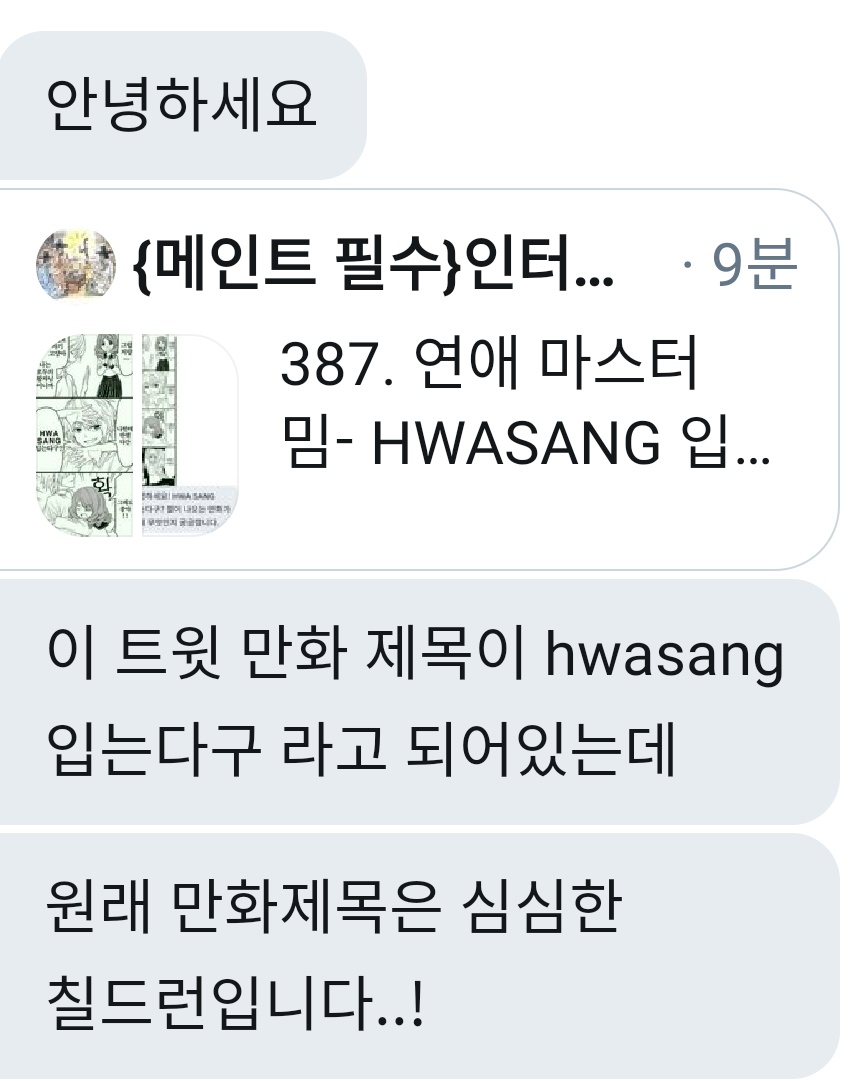 안녕하세요
{메인트 필수}인터... · 9분
387. 연애 마스터
밈- HWASANG 입...
HWA
SANG
확
이 트윗 만화 제목이 hwasang
입는다구 라고 되어있는데
원래 만화제목은 심심한
칠드런입니다..!